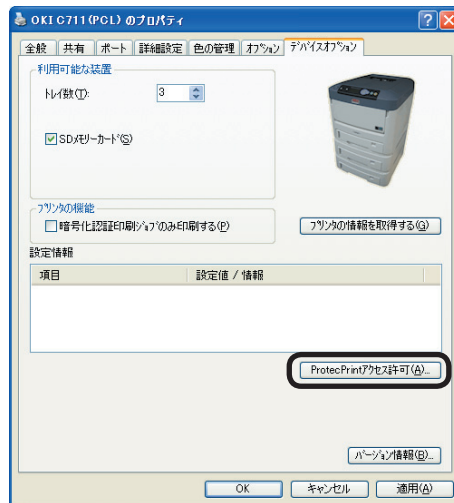 OKI C711(PCL) のプロパティ
全般 共有 ポート 詳細設定 色の管理 オプション デバイスオプション
利用可能な装置
トレイ数(T): 3
SDメモリーカード(S)
プリンタの機能
暗号化認証印刷ジョブのみ印刷する(P)
プリンタの情報を取得する(G)
設定情報
項目 設定値 / 情報
ProtecPrintアクセス許可(A)...
バージョン情報(B)...
OK キャンセル 適用(A)